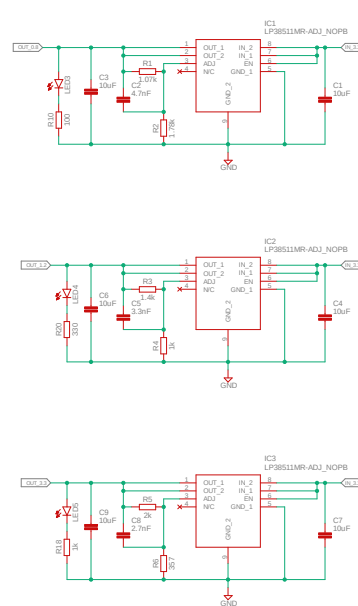 IC1
LP38511MR-ADJ_NOPB
OUT_0.8
1 OUT_1 IN_2 8
2 OUT_2 IN_1 7
3 ADJ EN 6
4 N/C GND_1 5
GND_2
9
R1
1.07k
C3
10uF
C2
4.7nF
LED3
R10
100
R2
1.78k
C1
10uF
GND
IC2
LP38511MR-ADJ_NOPB
OUT_1.2
1 OUT_1 IN_2 8
2 OUT_2 IN_1 7
3 ADJ EN 6
4 N/C GND_1 5
GND_2
9
R3
1.4k
C6
10uF
C5
3.3nF
LED4
R20
330
R4
1k
C4
10uF
GND
IC3
LP38511MR-ADJ_NOPB
1 OUT_1 IN_2 8
2 OUT_2 IN_1 7
3 ADJ EN 6
4 N/C GND_1 5
GND_2
9
R5
2k
C9
10uF
C8
2.7nF
LED5
R18
1k
R6
357
C7
10uF
GND